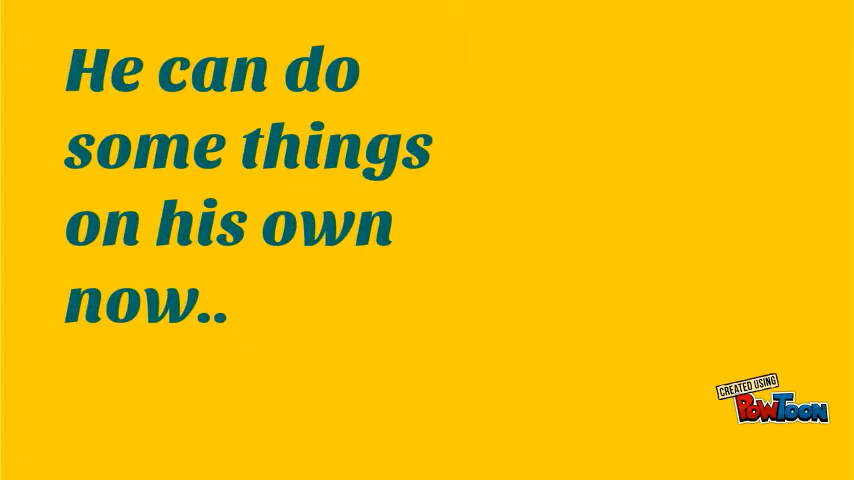 He can do
some things
on his own
now..
CREATED USING
POWTOON